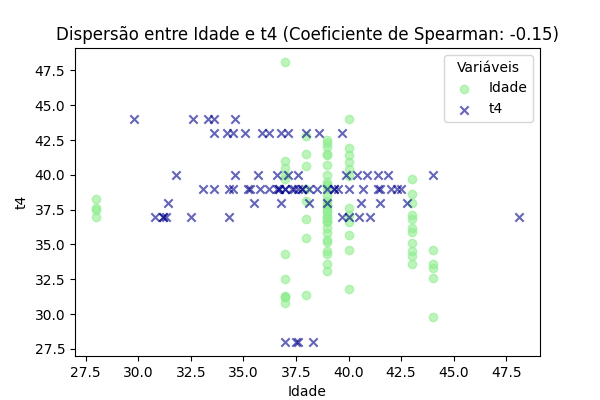 Dispersão entre Idade e t4 (Coeficiente de Spearman: -0.15)
Variáveis
Idade
t4
47.5
45.0
42.5
40.0
37.5
35.0
32.5
30.0
27.5
t4
27.5 30.0 32.5 35.0 37.5 40.0 42.5 45.0 47.5
Idade